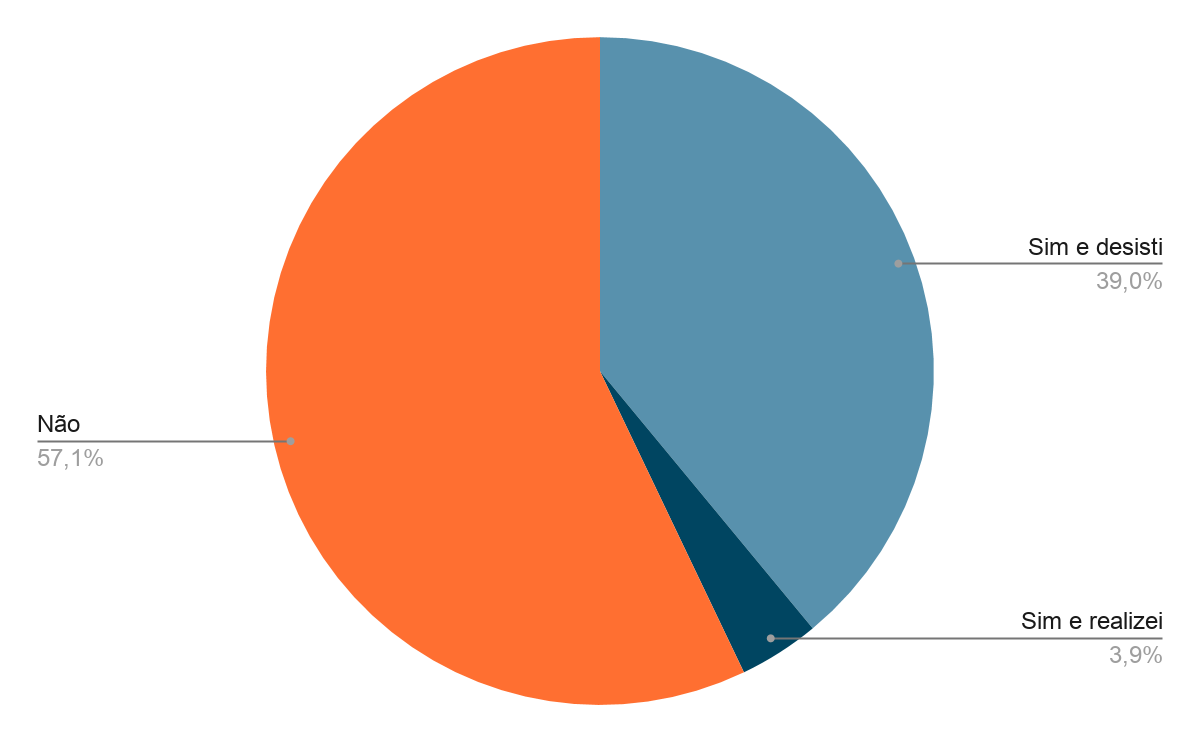 Sim e desisti
39,0%
Não
57,1%
Sim e realizei
3,9%